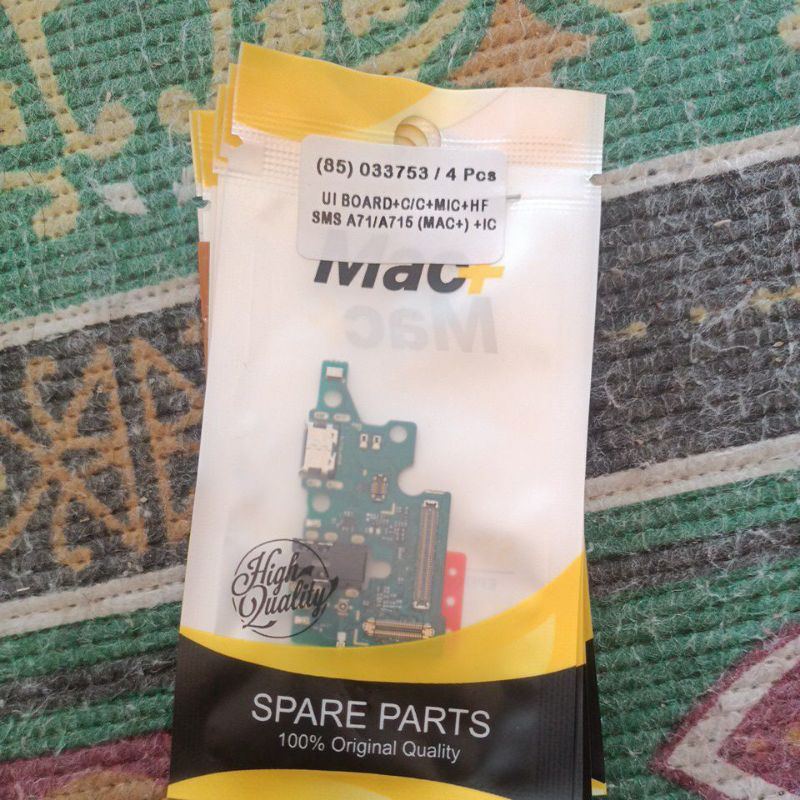 (85) 033753 / 4 Pcs
UI BOARD+C/C+MIC+HF
SMS A71/A715 (MAC+) +IC
Mac+
Mac
High
Quality
SPARE PARTS
100% Original Quality